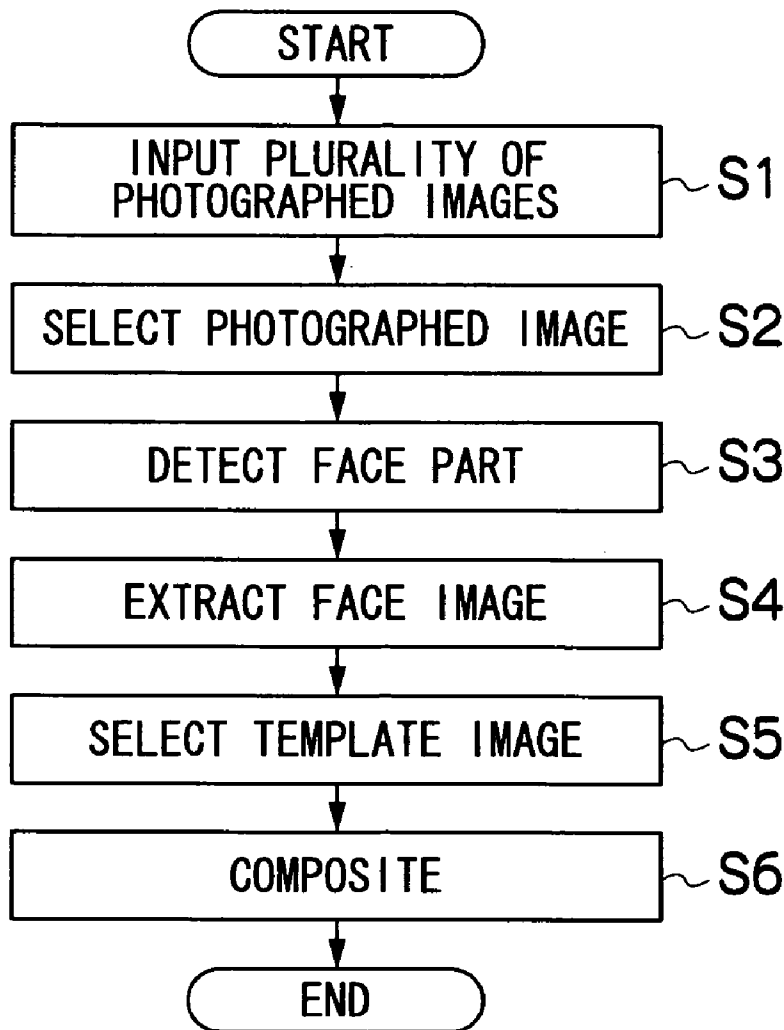 START
INPUT PLURALITY OF
PHOTOGRAPHED IMAGES
S1
SELECT PHOTOGRAPHED IMAGE
S2
DETECT FACE PART
S3
EXTRACT FACE IMAGE
S4
SELECT TEMPLATE IMAGE
S5
COMPOSITE
S6
END